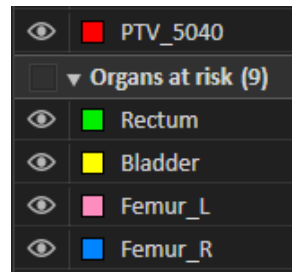 PTV_5040
Organs at risk (9)
Rectum
Bladder
Femur_L
Femur_R